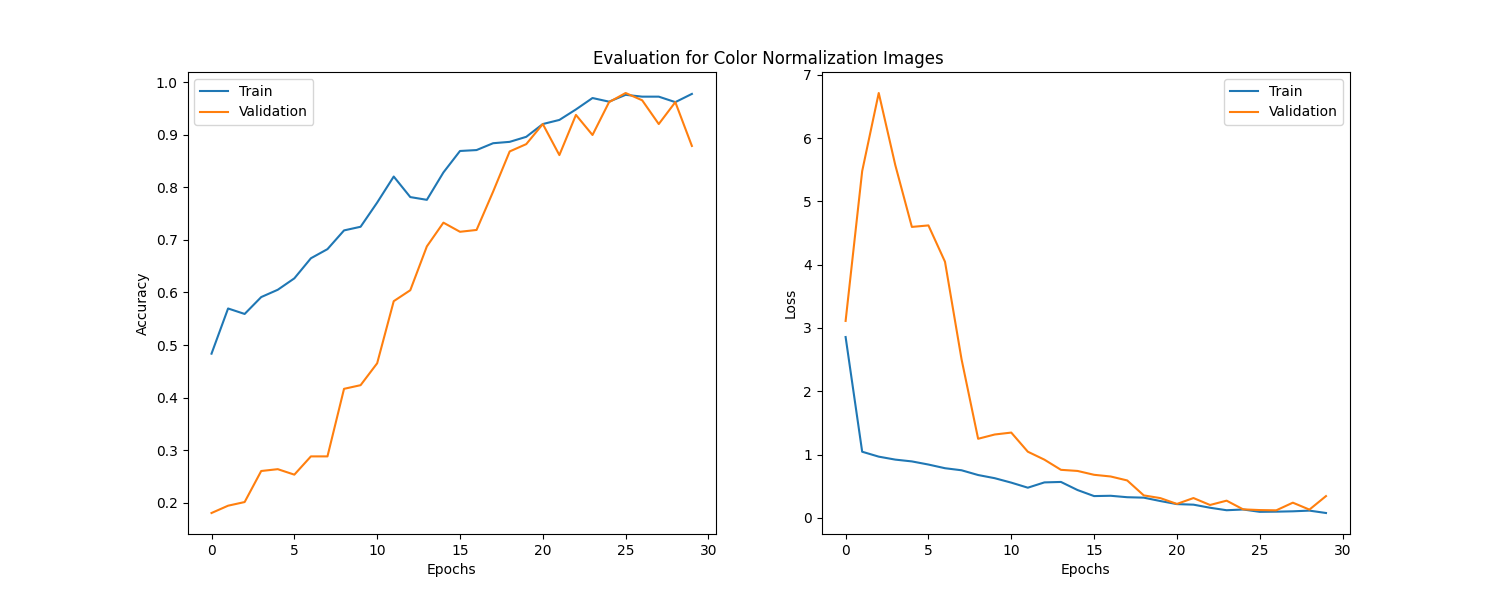 Evaluation for Color Normalization Images
Train
Validation
1.0
0.9
0.8
0.7
0.6
0.5
0.4
0.3
0.2
Accuracy
0 5 10 15 20 25 30
Epochs
Train
Validation
7
6
5
4
3
2
1
0
Loss
0 5 10 15 20 25 30
Epochs